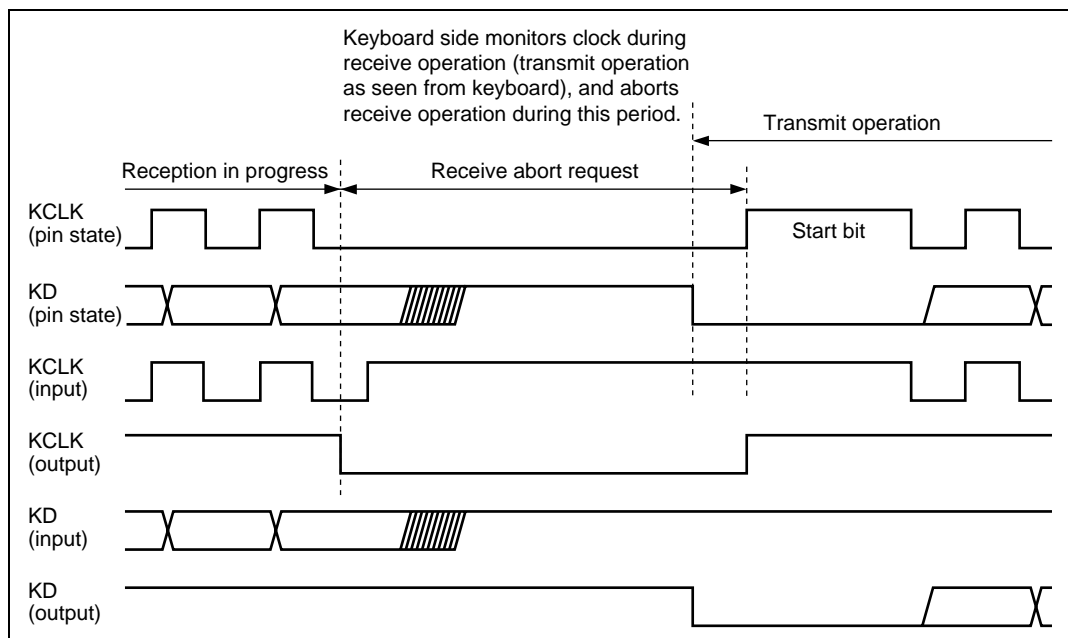 Keyboard side monitors clock during
receive operation (transmit operation
as seen from keyboard), and aborts
receive operation during this period.
Transmit operation
Reception in progress
Receive abort request
KCLK
(pin state)
Start bit
KD
(pin state)
KCLK
(input)
KCLK
(output)
KD
(input)
KD
(output)